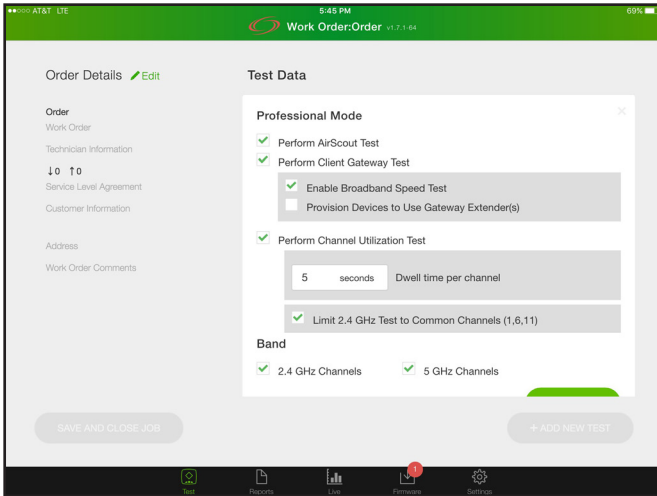 AT&T LTE
5:45 PM
69%
Work Order:Order v1.7.1-64
Order Details Edit
Order
Work Order
Technician Information
↓0 ↑0
Service Level Agreement
Customer Information
Address
Work Order Comments
Test Data
Professional Mode
Perform AirScout Test
Perform Client Gateway Test
Enable Broadband Speed Test
Provision Devices to Use Gateway Extender(s)
Perform Channel Utilization Test
5 seconds Dwell time per channel
Limit 2.4 GHz Test to Common Channels (1,6,11)
Band
2.4 GHz Channels
5 GHz Channels
SAVE AND CLOSE JOB
+ ADD NEW TEST
Test
Reports
Live
1
Firmware
Settings